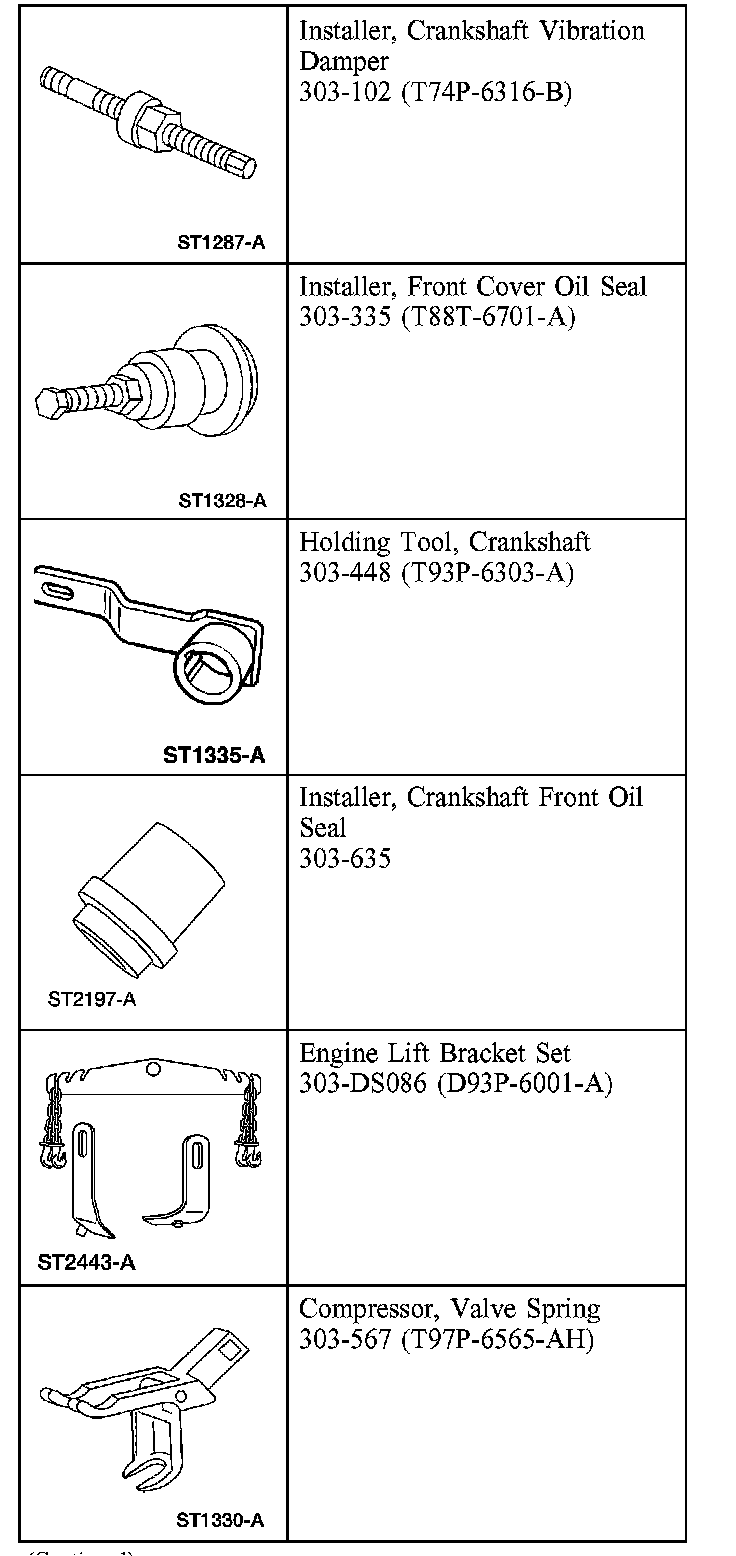 Installer, Crankshaft Vibration
Damper
303-102 (T74P-6316-B)
ST1287-A
Installer, Front Cover Oil Seal
303-335 (T88T-6701-A)
ST1328-A
Holding Tool, Crankshaft
303-448 (T93P-6303-A)
ST1335-A
Installer, Crankshaft Front Oil
Seal
303-635
ST2197-A
Engine Lift Bracket Set
303-DS086 (D93P-6001-A)
ST2443-A
Compressor, Valve Spring
303-567 (T97P-6565-AH)
ST1330-A